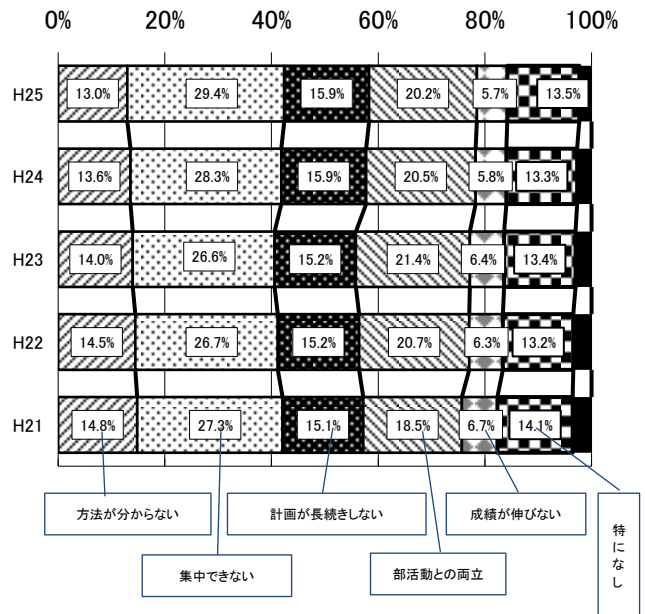 0% 20% 40% 60% 80% 100%
H25 13.0% 29.4% 15.9% 20.2% 5.7% 13.5%
H24 13.6% 28.3% 15.9% 20.5% 5.8% 13.3%
H23 14.0% 26.6% 15.2% 21.4% 6.4% 13.4%
H22 14.5% 26.7% 15.2% 20.7% 6.3% 13.2%
H21 14.8% 27.3% 15.1% 18.5% 6.7% 14.1%
方法が分からない 計画が長続きしない 成績が伸びない
特になし
集中できない 部活動との両立